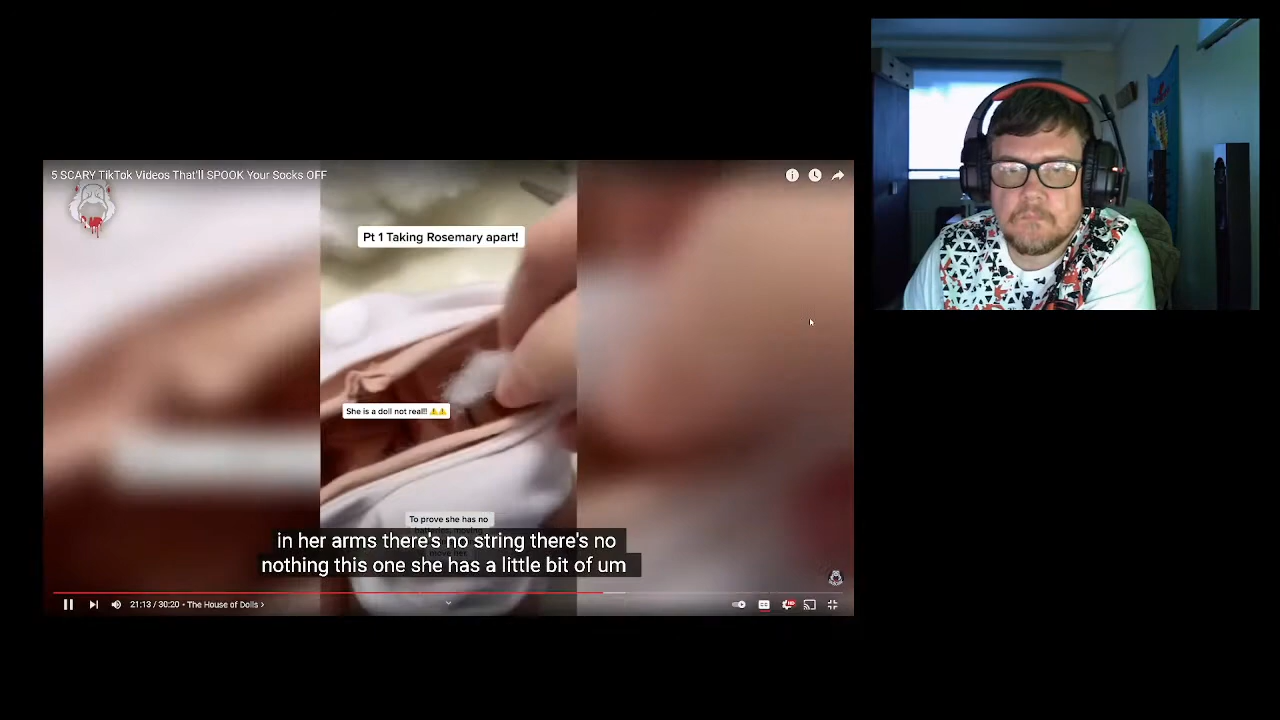 5 SCARY TikTok Videos That'll SPOOK Your Socks OFF
Pt 1 Taking Rosemary apart!
She is a doll not real!! ⚠️⚠️
To prove she has no
in her arms there's no string there's no
nothing this one she has a little bit of um
21:13 / 30:20 • The House of Dolls ›